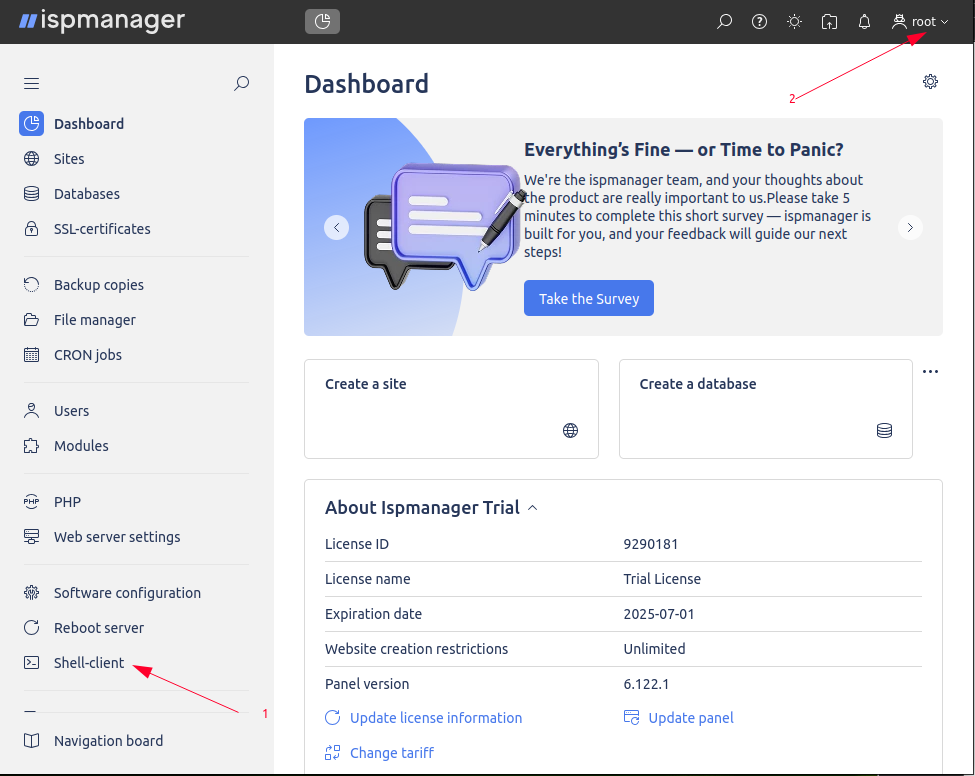 ispmanager
root
2
Dashboard
Sites
Databases
SSL-certificates
Backup copies
File manager
CRON jobs
Users
Modules
PHP
PHP
Web server settings
Software configuration
Reboot server
Shell-client
1
Navigation board
Dashboard
Everything's Fine — or Time to Panic?
We're the ispmanager team, and your thoughts about
the product are really important to us.Please take 5
minutes to complete this short survey — ispmanager is
built for you, and your feedback will guide our next
steps!
Take the Survey
Create a site
Create a database
About Ispmanager Trial
License ID 9290181
License name Trial License
Expiration date 2025-07-01
Website creation restrictions Unlimited
Panel version 6.122.1
Update license information Update panel
Change tariff